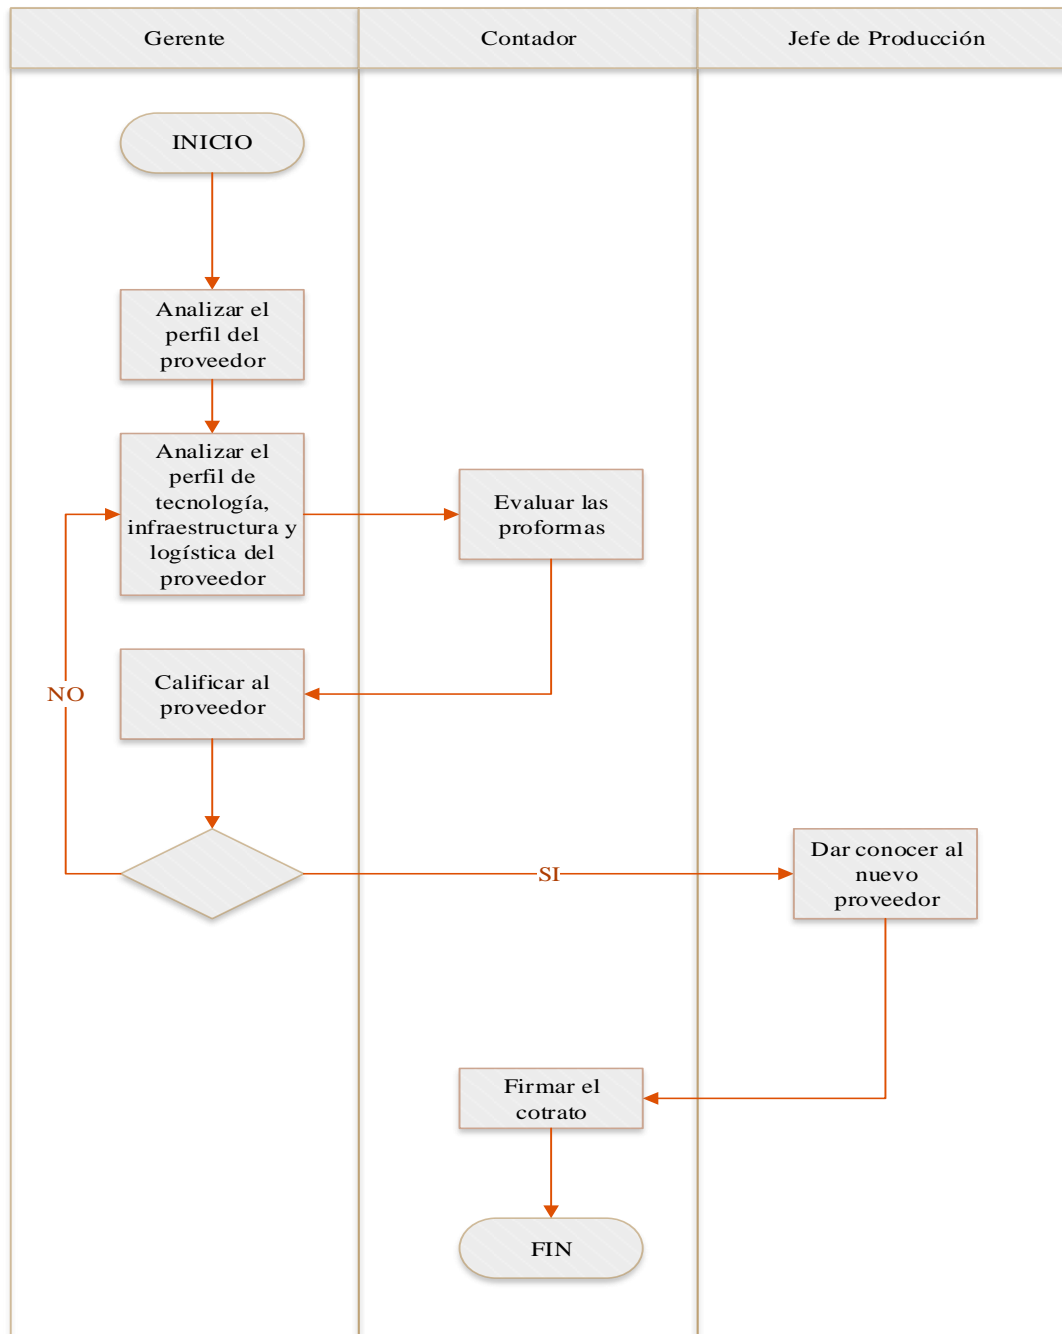 Gerente
Contador
Jefe de Producción
INICIO
Analizar el
perfil del
proveedor
Analizar el
perfil de
tecnología,
infraestructura y
logística del
proveedor
Evaluar las
proformas
Calificar al
proveedor
NO
SI
Dar conocer al
nuevo
proveedor
Firmar el
cotrato
FIN